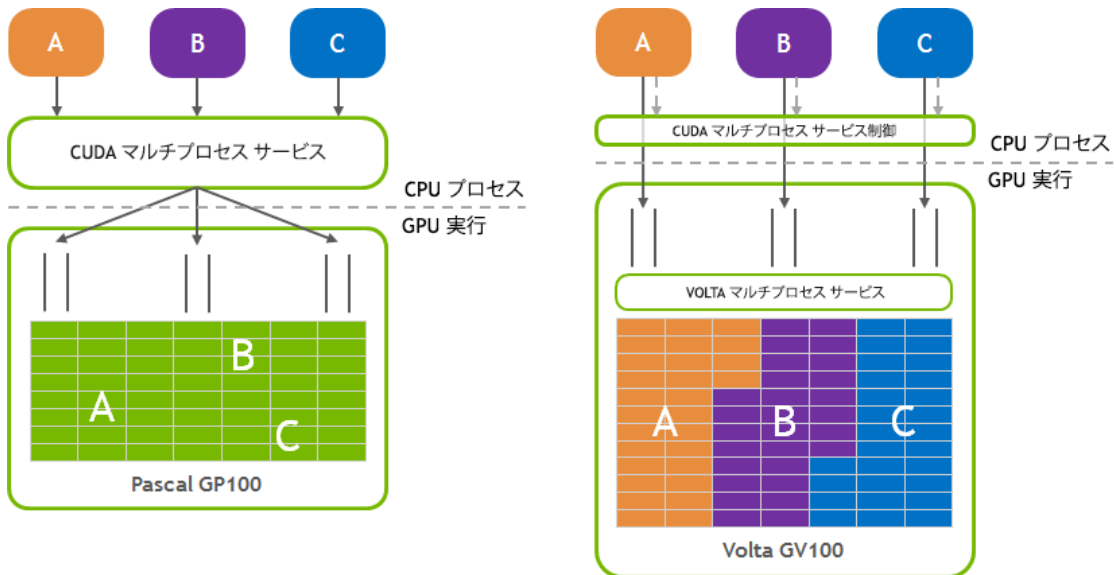 A
B
C
CUDA マルチプロセス サービス
CPU プロセス
GPU 実行
B
A
C
Pascal GP100
A
B
C
CUDA マルチプロセス サービス制御
CPU プロセス
GPU 実行
VOLTA マルチプロセス サービス
A
B
C
Volta GV100